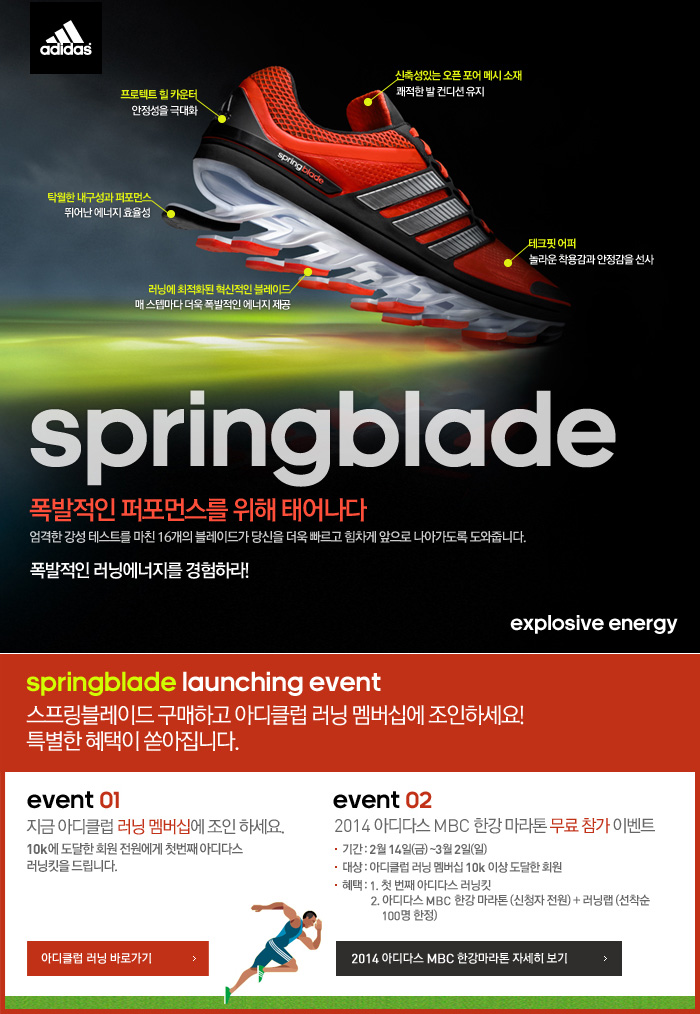 adidas
신축성있는 오픈 포어 메시 소재
쾌적한 발 컨디션 유지
프로텍트 힐 카운터
안정성을 극대화
springblade
탁월한 내구성과 퍼포먼스
뛰어난 에너지 효율성
테크핏 어퍼
놀라운 착용감과 안정감을 선사
러닝에 최적화된 혁신적인 블레이드
매 스텝마다 더욱 폭발적인 에너지 제공
springblade
폭발적인 퍼포먼스를 위해 태어나다
엄격한 강성 테스트를 마친 16개의 블레이드가 당신을 더욱 빠르고 힘차게 앞으로 나아가도록 도와줍니다.
폭발적인 러닝에너지를 경험하라!
explosive energy
springblade launching event
스프링블레이드 구매하고 아디클럽 러닝 멤버십에 조인하세요!
특별한 혜택이 쏟아집니다.
event 01
지금 아디클럽 러닝 멤버십에 조인 하세요.
10k에 도달한 회원 전원에게 첫번째 아디다스
러닝킷을 드립니다.
아디클럽 러닝 바로가기 >
event 02
2014 아디다스 MBC 한강 마라톤 무료 참가 이벤트
· 기간 : 2월 14일(금) ~3월 2일(일)
· 대상 : 아디클럽 러닝 멤버십 10k 이상 도달한 회원
· 혜택 : 1. 첫 번째 아디다스 러닝킷
2. 아디다스 MBC 한강 마라톤 (신청자 전원) + 러닝랩 (선착순
100명 한정)
2014 아디다스 MBC 한강마라톤 자세히 보기 >